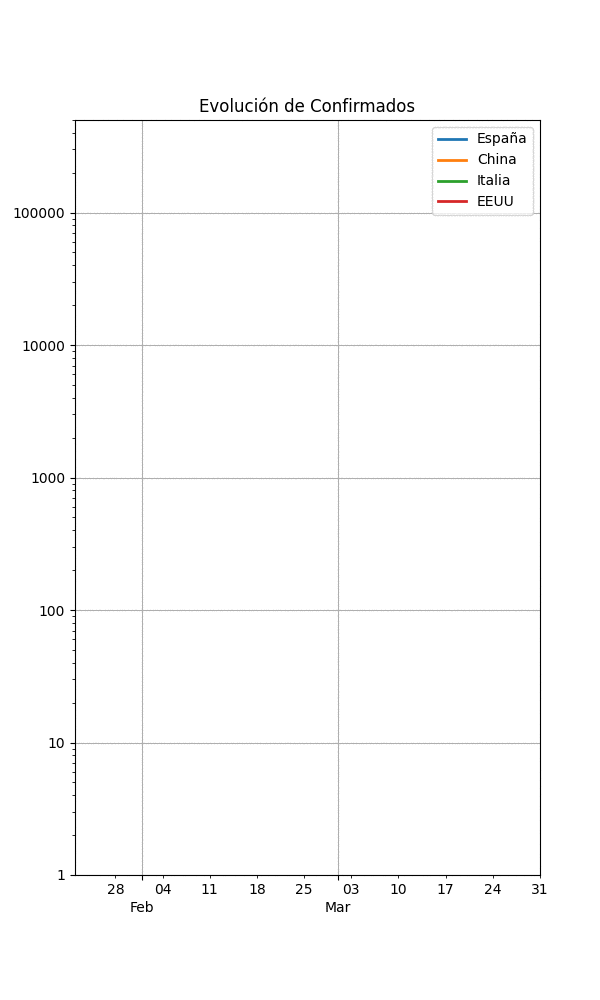 Evolución de Confirmados
España
China
Italia
EEUU
100000
10000
1000
100
10
1
28 04 11 18 25 03 10 17 24 31
Feb Mar